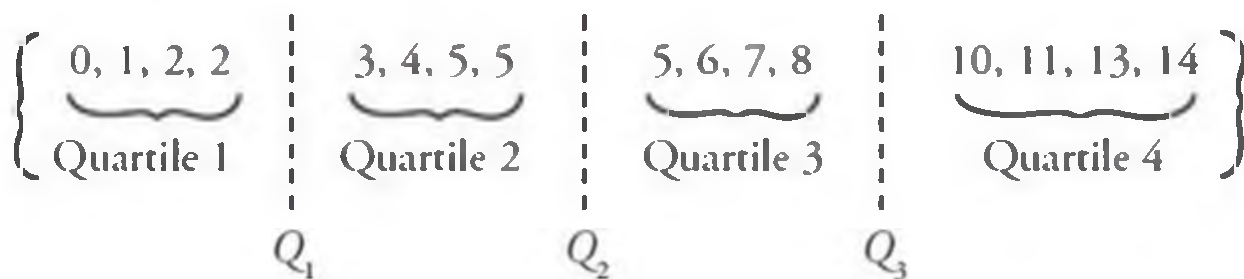 { 0, 1, 2, 2 3, 4, 5, 5 5, 6, 7, 8 10, 11, 13, 14 }
Quartile 1 Quartile 2 Quartile 3 Quartile 4
Q₁ Q₂ Q₃